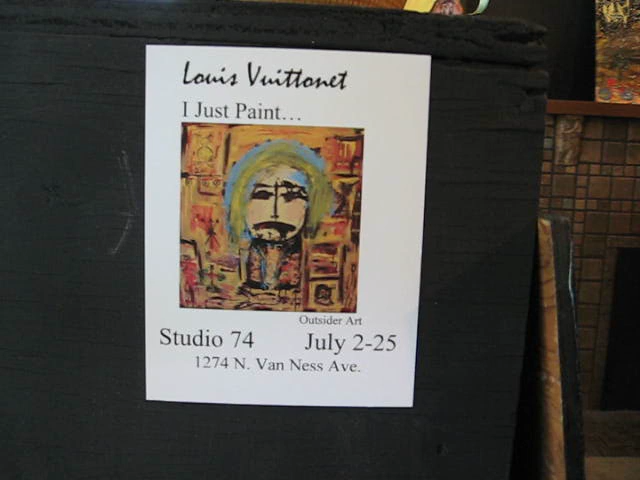 Louis Vuittonet
I Just Paint...
Outsider Art
Studio 74 July 2-25
1274 N. Van Ness Ave.